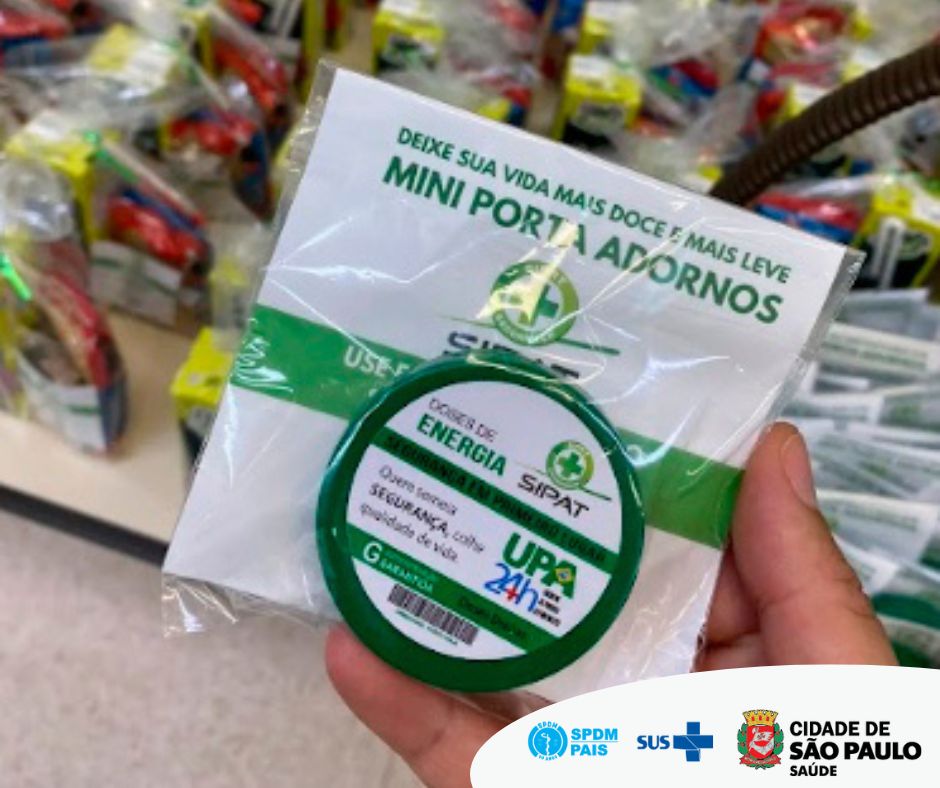 DEIXE SUA VIDA MAIS DOCE E MAIS LEVE
MINI PORTA ADORNOS
SIPAT
DOSES DE
ENERGIA
SIPAT
SEGURANÇA EM PRIMEIRO LUGAR
Quem semeia
SEGURANÇA, colhe
qualidade de vida.
UPA
24h
GARANTIDA
SPDM
PAIS
SUS
CIDADE DE
SÃO PAULO
SAÚDE